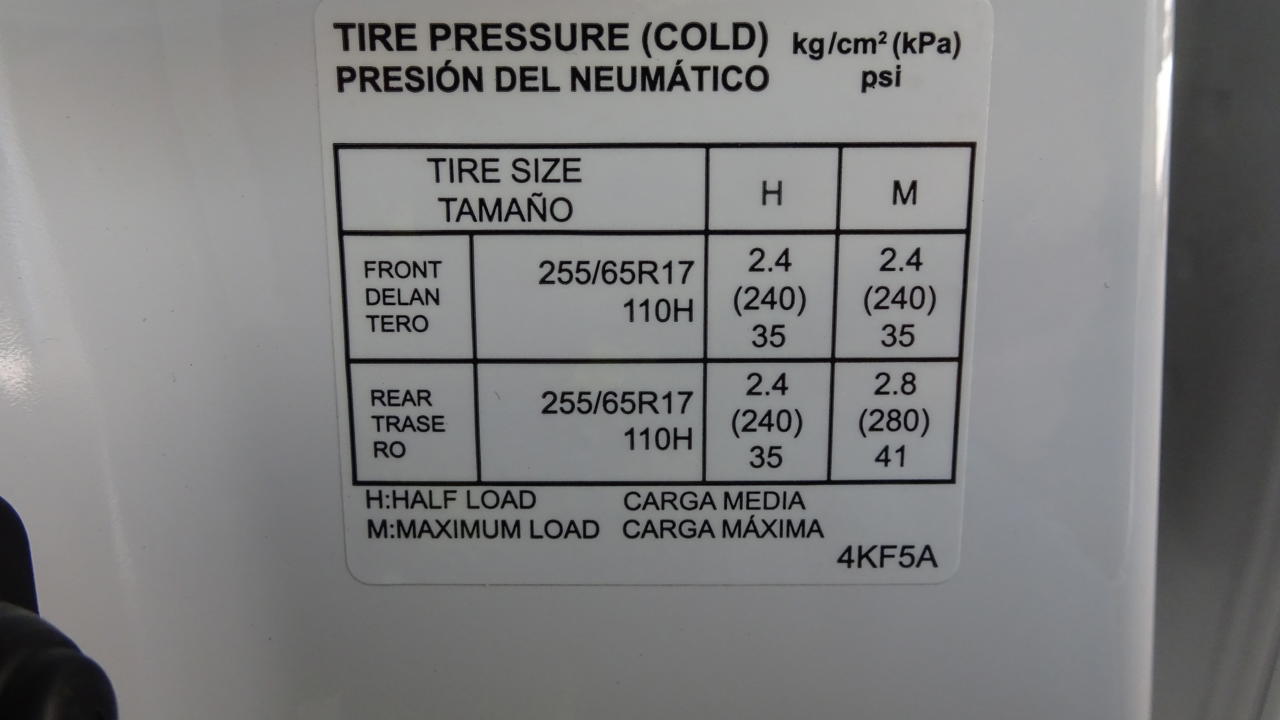 TIRE PRESSURE (COLD) kg/cm² (kPa)
PRESIÓN DEL NEUMÁTICO psi
TIRE SIZE
TAMAÑO
H
M
FRONT
DELAN
TERO
255/65R17
110H
2.4
(240)
35
2.4
(240)
35
REAR
TRASE
RO
255/65R17
110H
2.4
(240)
35
2.8
(280)
41
H:HALF LOAD CARGA MEDIA
M:MAXIMUM LOAD CARGA MÁXIMA
4KF5A